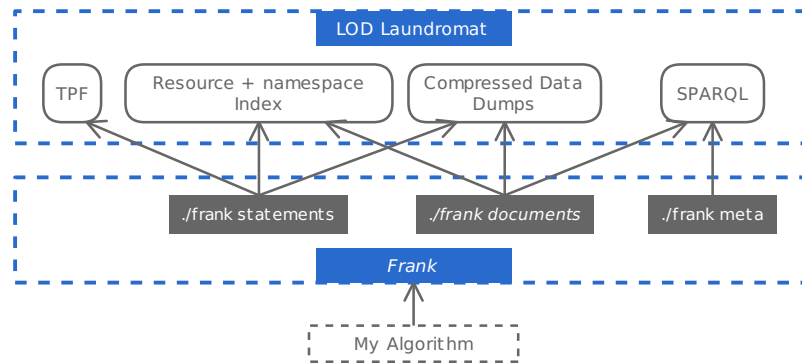 LOD Laundromat
TPF
Resource + namespace
Index
Compressed Data
Dumps
SPARQL
./frank statements
./frank documents
./frank meta
Frank
My Algorithm